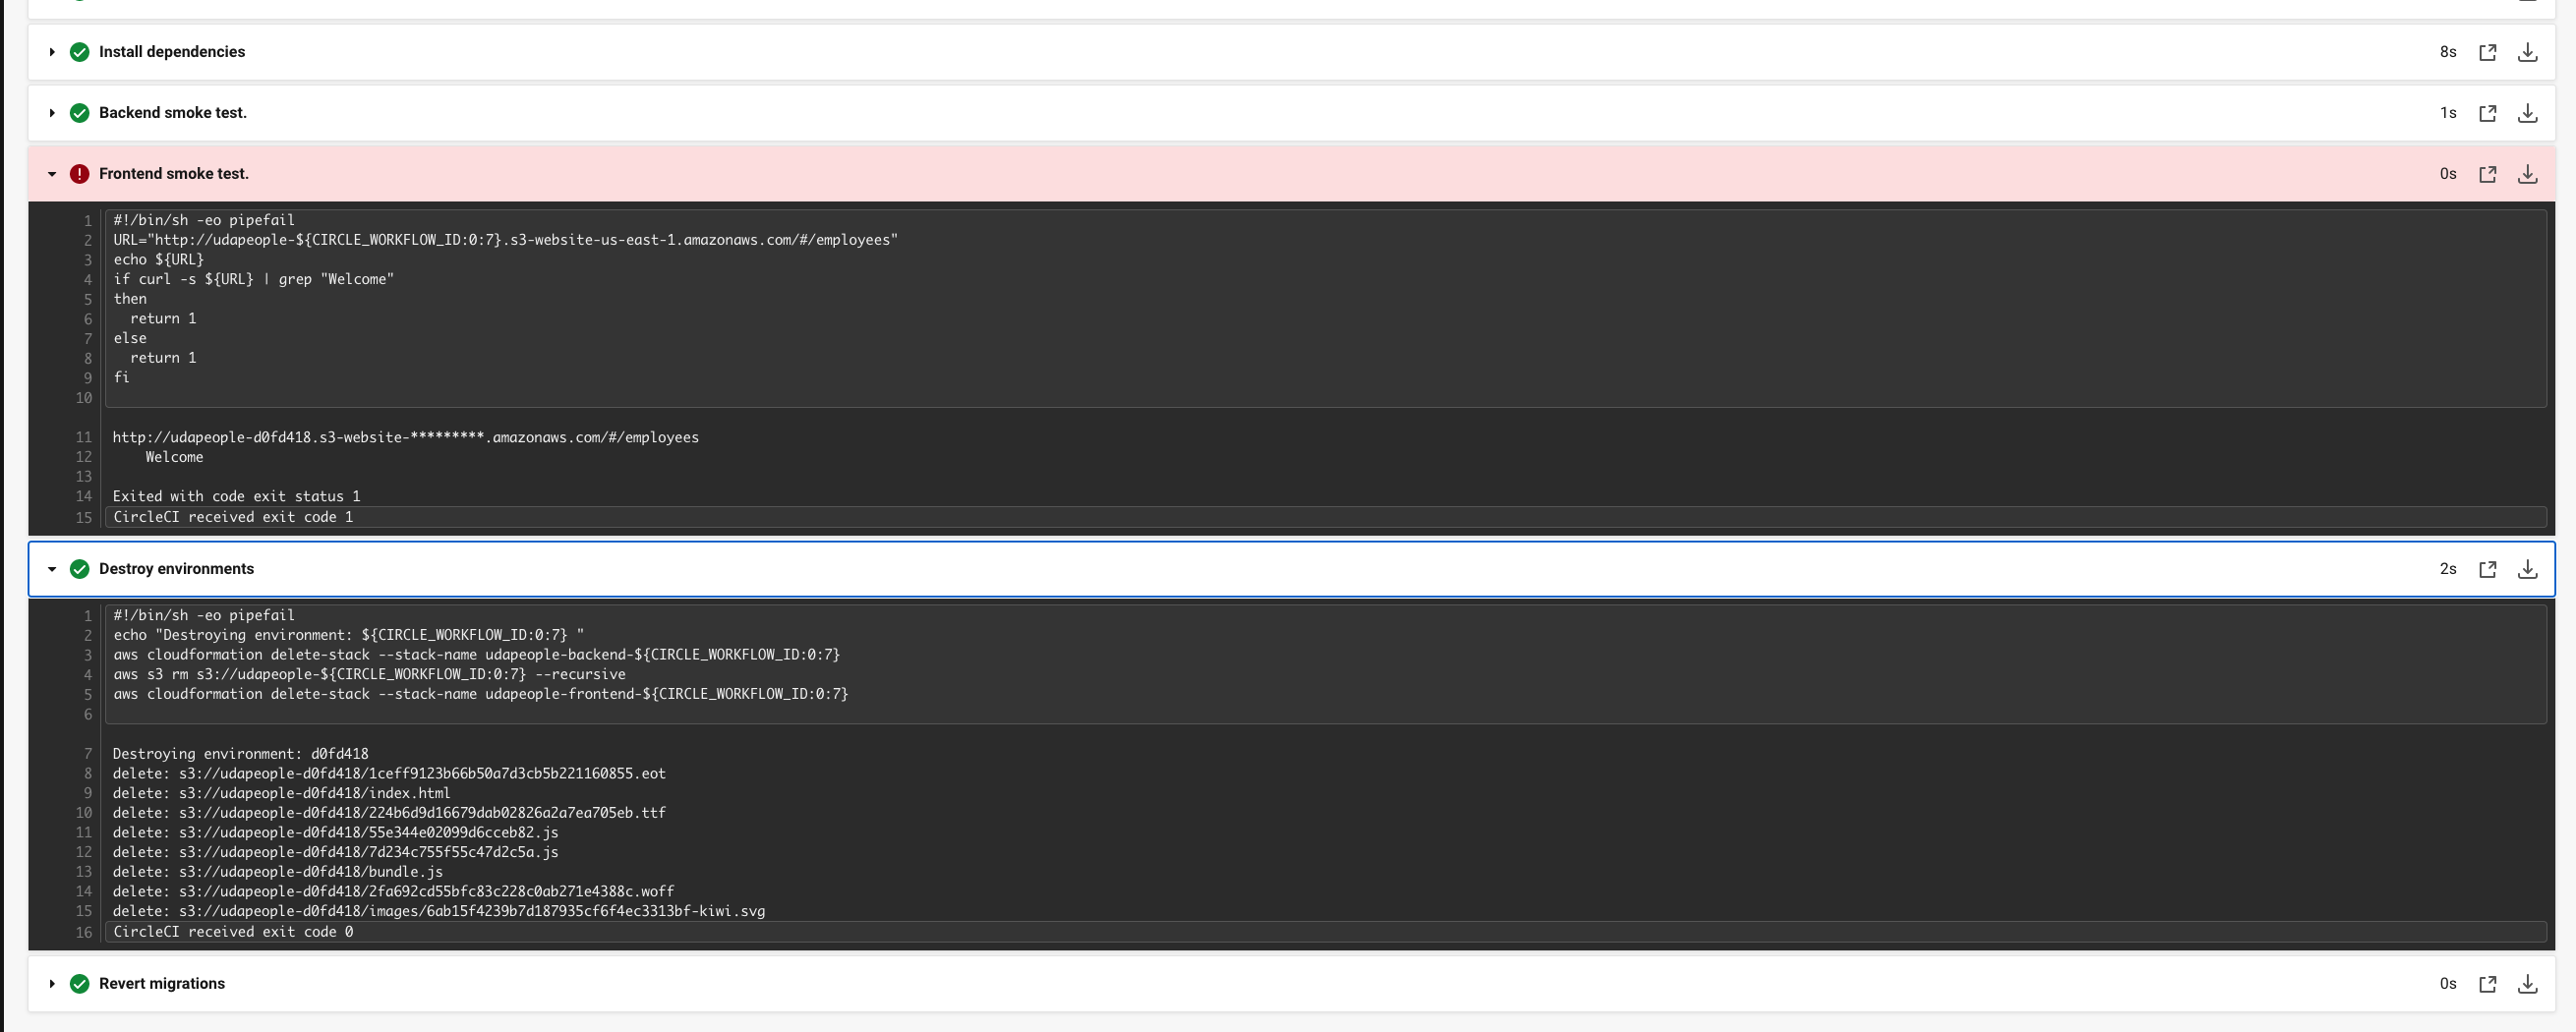 Install dependencies 8s
Backend smoke test. 1s
Frontend smoke test. 0s
1 #!/bin/sh -eo pipefail
2 URL="http://udapeople-${CIRCLE_WORKFLOW_ID:0:7}.s3-website-us-east-1.amazonaws.com/#/employees"
3 echo ${URL}
4 if curl -s ${URL} | grep "Welcome"
5 then
6   return 1
7 else
8   return 1
9 fi
10
11 http://udapeople-d0fd418.s3-website-*********.amazonaws.com/#/employees
12     Welcome
13
14 Exited with code exit status 1
15 CircleCI received exit code 1
Destroy environments 2s
1 #!/bin/sh -eo pipefail
2 echo "Destroying environment: ${CIRCLE_WORKFLOW_ID:0:7} "
3 aws cloudformation delete-stack --stack-name udapeople-backend-${CIRCLE_WORKFLOW_ID:0:7}
4 aws s3 rm s3://udapeople-${CIRCLE_WORKFLOW_ID:0:7} --recursive
5 aws cloudformation delete-stack --stack-name udapeople-frontend-${CIRCLE_WORKFLOW_ID:0:7}
6
7 Destroying environment: d0fd418
8 delete: s3://udapeople-d0fd418/1ceff9123b66b50a7d3cb5b221160855.eot
9 delete: s3://udapeople-d0fd418/index.html
10 delete: s3://udapeople-d0fd418/224b6d9d16679dab02826a2a7ea705eb.ttf
11 delete: s3://udapeople-d0fd418/55e344e02099d6cceb82.js
12 delete: s3://udapeople-d0fd418/7d234c755f55c47d2c5a.js
13 delete: s3://udapeople-d0fd418/bundle.js
14 delete: s3://udapeople-d0fd418/2fa692cd55bfc83c228c0ab271e4388c.woff
15 delete: s3://udapeople-d0fd418/images/6ab15f4239b7d187935cf6f4ec3313bf-kiwi.svg
16 CircleCI received exit code 0
Revert migrations 0s